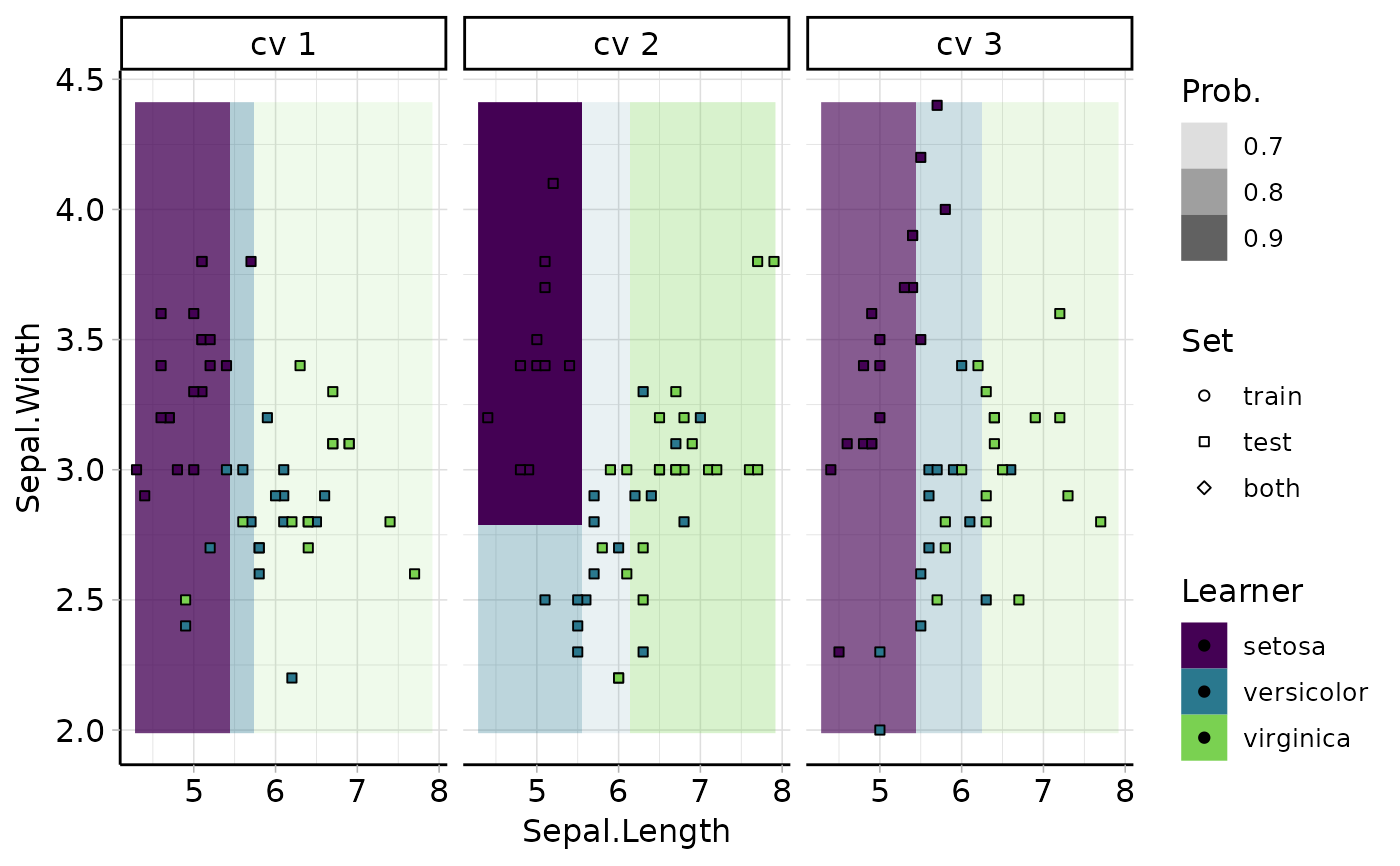 cv 1 cv 2 cv 3
4.5
4.0
3.5
3.0
2.5
2.0
Sepal.Width
5 6 7 8 5 6 7 8 5 6 7 8
Sepal.Length
Prob.
0.7
0.8
0.9
Set
train
test
both
Learner
setosa
versicolor
virginica